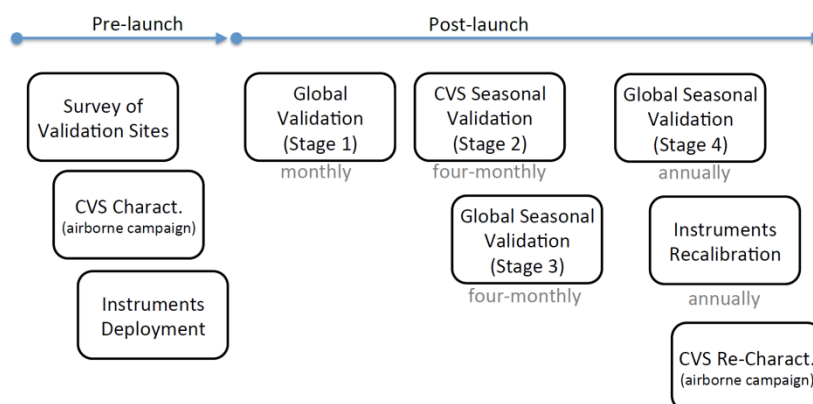 Pre-launch
Post-launch
Survey of
Validation Sites
CVS Charact.
(airborne campaign)
Instruments
Deployment
Global
Validation
(Stage 1)
monthly
CVS Seasonal
Validation
(Stage 2)
four-monthly
Global Seasonal
Validation
(Stage 3)
four-monthly
Global Seasonal
Validation
(Stage 4)
annually
Instruments
Recalibration
annually
CVS Re-Charact.
(airborne campaign)